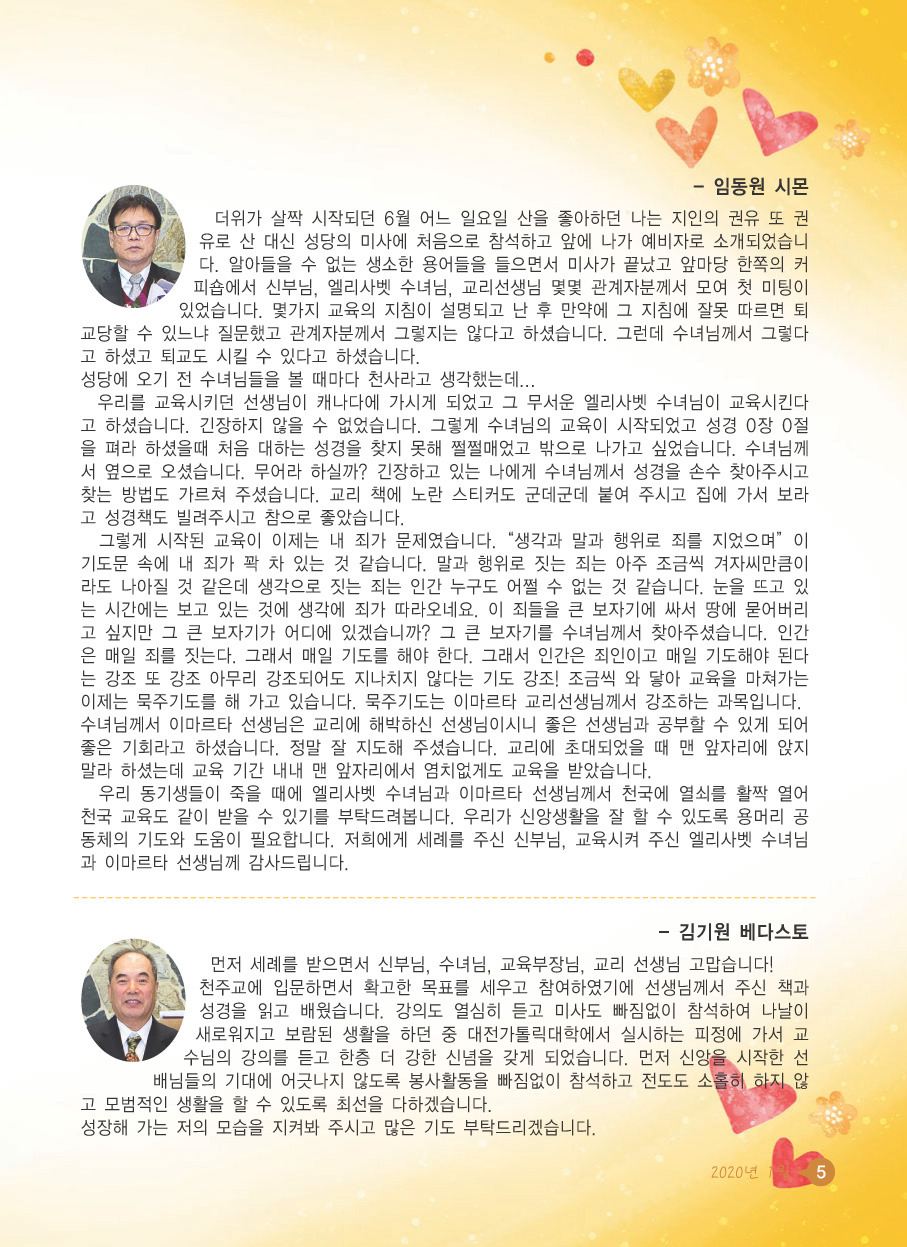 - 임동원 시몬
더위가 살짝 시작되던 6월 어느 일요일 산을 좋아하던 나는 지인의 권유 또 권
유로 산 대신 성당의 미사에 처음으로 참석하고 앞에 나가 예비자로 소개되었습니
다. 알아들을 수 없는 생소한 용어들을 들으면서 미사가 끝났고 앞마당 한쪽의 커
피숍에서 신부님, 엘리사벳 수녀님, 교리선생님 몇몇 관계자분께서 모여 첫 미팅이
있었습니다. 몇가지 교육의 지침이 설명되고 난 후 만약에 그 지침에 잘못 따르면 퇴
교당할 수 있느냐 질문했고 관계자분께서 그렇지는 않다고 하셨습니다. 그런데 수녀님께서 그렇다
고 하셨고 퇴교도 시킬 수 있다고 하셨습니다.
성당에 오기 전 수녀님들을 볼 때마다 천사라고 생각했는데...
우리를 교육시키던 선생님이 캐나다에 가시게 되었고 그 무서운 엘리사벳 수녀님이 교육시킨다
고 하셨습니다. 긴장하지 않을 수 없었습니다. 그렇게 수녀님의 교육이 시작되었고 성경 0장 0절
을 펴라 하셨을때 처음 대하는 성경을 찾지 못해 쩔쩔매었고 밖으로 나가고 싶었습니다. 수녀님께
서 옆으로 오셨습니다. 무어라 하실까? 긴장하고 있는 나에게 수녀님께서 성경을 손수 찾아주시고
찾는 방법도 가르쳐 주셨습니다. 교리 책에 노란 스티커도 군데군데 붙여 주시고 집에 가서 보라
고 성경책도 빌려주시고 참으로 좋았습니다.
그렇게 시작된 교육이 이제는 내 죄가 문제였습니다. “생각과 말과 행위로 죄를 지었으며” 이
기도문 속에 내 죄가 꽉 차 있는 것 같습니다. 말과 행위로 짓는 죄는 아주 조금씩 겨자씨만큼이
라도 나아질 것 같은데 생각으로 짓는 죄는 인간 누구도 어쩔 수 없는 것 같습니다. 눈을 뜨고 있
는 시간에는 보고 있는 것에 생각에 죄가 따라오네요. 이 죄들을 큰 보자기에 싸서 땅에 묻어버리
고 싶지만 그 큰 보자기가 어디에 있겠습니까? 그 큰 보자기를 수녀님께서 찾아주셨습니다. 인간
은 매일 죄를 짓는다. 그래서 매일 기도를 해야 한다. 그래서 인간은 죄인이고 매일 기도해야 된다
는 강조 또 강조 아무리 강조되어도 지나치지 않다는 기도 강조! 조금씩 와 닿아 교육을 마쳐가는
이제는 묵주기도를 해 가고 있습니다. 묵주기도는 이마르타 교리선생님께서 강조하는 과목입니다.
수녀님께서 이마르타 선생님은 교리에 해박하신 선생님이시니 좋은 선생님과 공부할 수 있게 되어
좋은 기회라고 하셨습니다. 정말 잘 지도해 주셨습니다. 교리에 초대되었을 때 맨 앞자리에 앉지
말라 하셨는데 교육 기간 내내 맨 앞자리에서 염치없게도 교육을 받았습니다.
우리 동기생들이 죽을 때에 엘리사벳 수녀님과 이마르타 선생님께서 천국에 열쇠를 활짝 열어
천국 교육도 같이 받을 수 있기를 부탁드려봅니다. 우리가 신앙생활을 잘 할 수 있도록 용머리 공
동체의 기도와 도움이 필요합니다. 저희에게 세례를 주신 신부님, 교육시켜 주신 엘리사벳 수녀님
과 이마르타 선생님께 감사드립니다.
- 김기원 베다스토
먼저 세례를 받으면서 신부님, 수녀님, 교육부장님, 교리 선생님 고맙습니다!
천주교에 입문하면서 확고한 목표를 세우고 참여하였기에 선생님께서 주신 책과
성경을 읽고 배웠습니다. 강의도 열심히 듣고 미사도 빠짐없이 참석하여 나날이
새로워지고 보람된 생활을 하던 중 대전가톨릭대학에서 실시하는 피정에 가서 교
수님의 강의를 듣고 한층 더 강한 신념을 갖게 되었습니다. 먼저 신앙을 시작한 선
배님들의 기대에 어긋나지 않도록 봉사활동을 빠짐없이 참석하고 전도도 소홀히 하지 않
고 모범적인 생활을 할 수 있도록 최선을 다하겠습니다.
성장해 가는 저의 모습을 지켜봐 주시고 많은 기도 부탁드리겠습니다.
2020년 1월 5